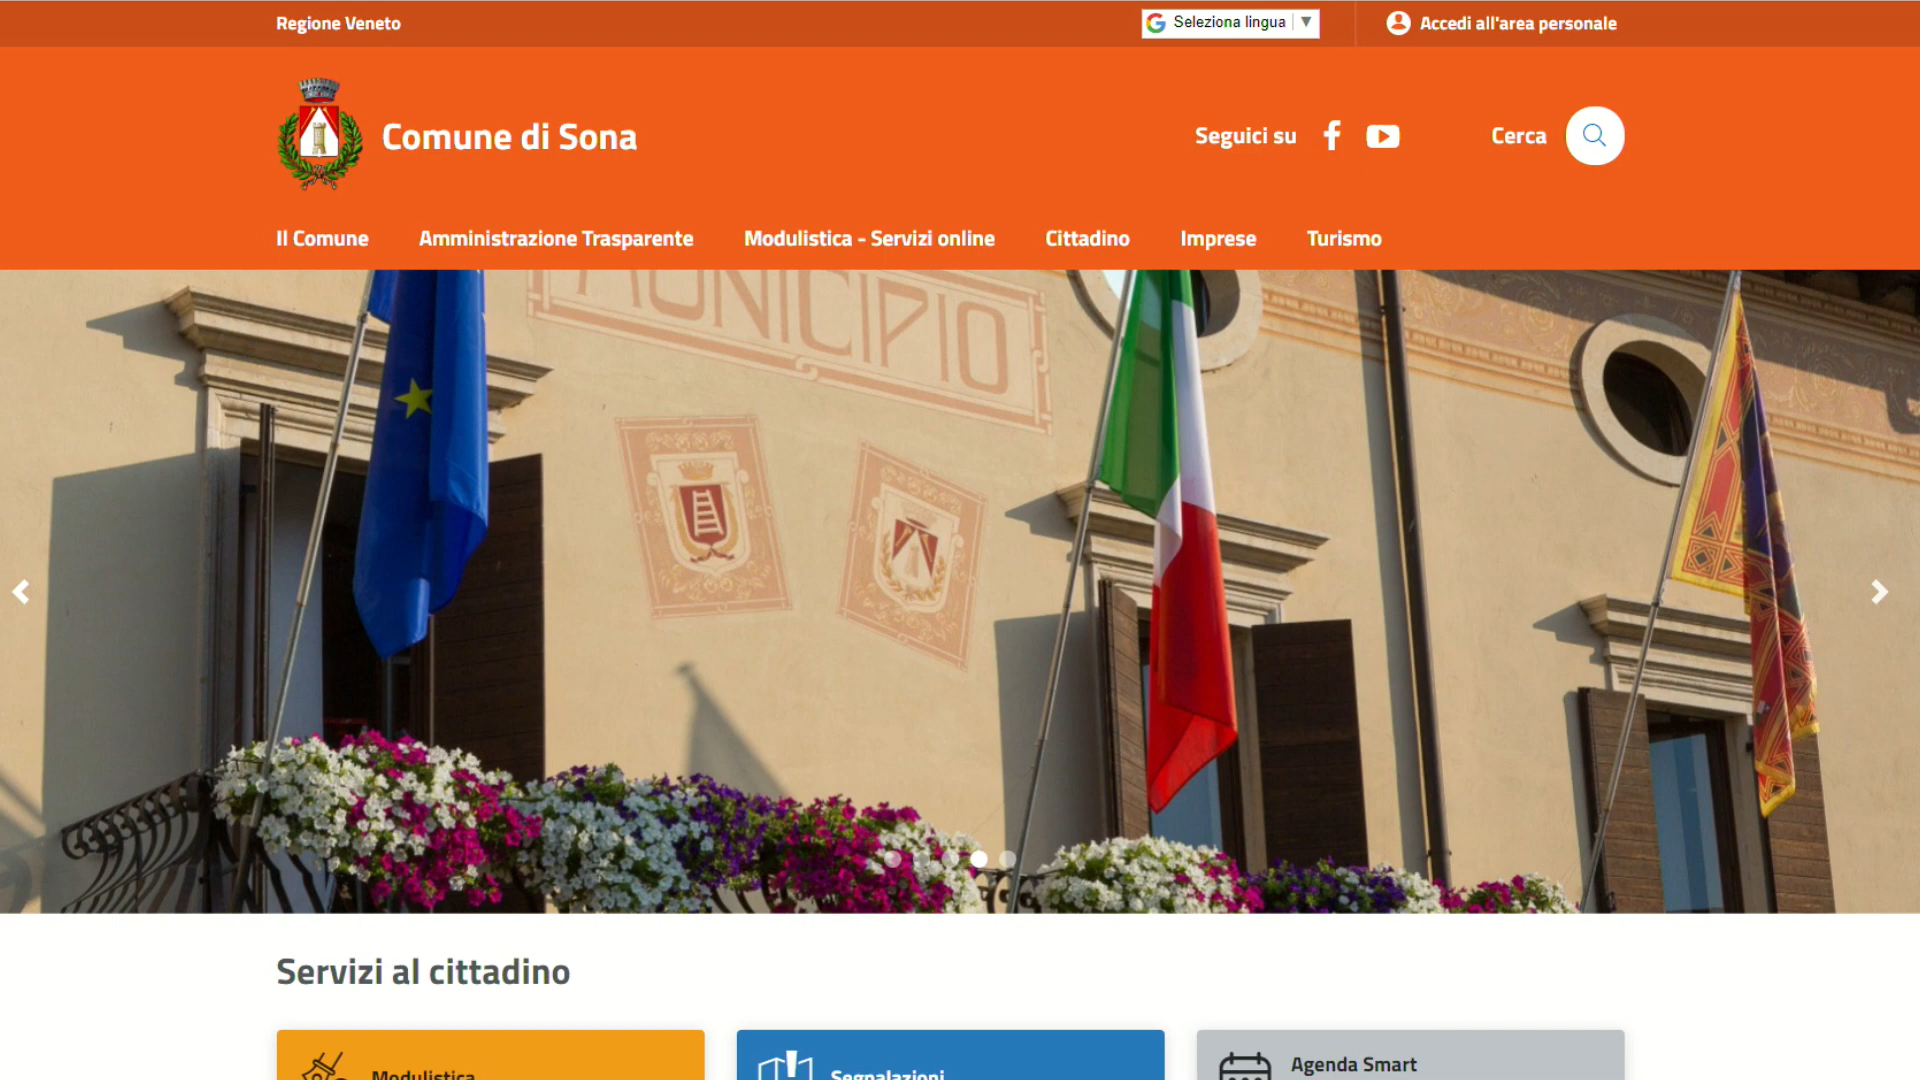 Regione Veneto
Seleziona lingua ▼
Accedi all'area personale
Comune di Sona
Seguici su
Cerca
Il Comune
Amministrazione Trasparente
Modulistica - Servizi online
Cittadino
Imprese
Turismo
MUNICIPIO
Servizi al cittadino
Modulistica
Segnalazioni
Agenda Smart